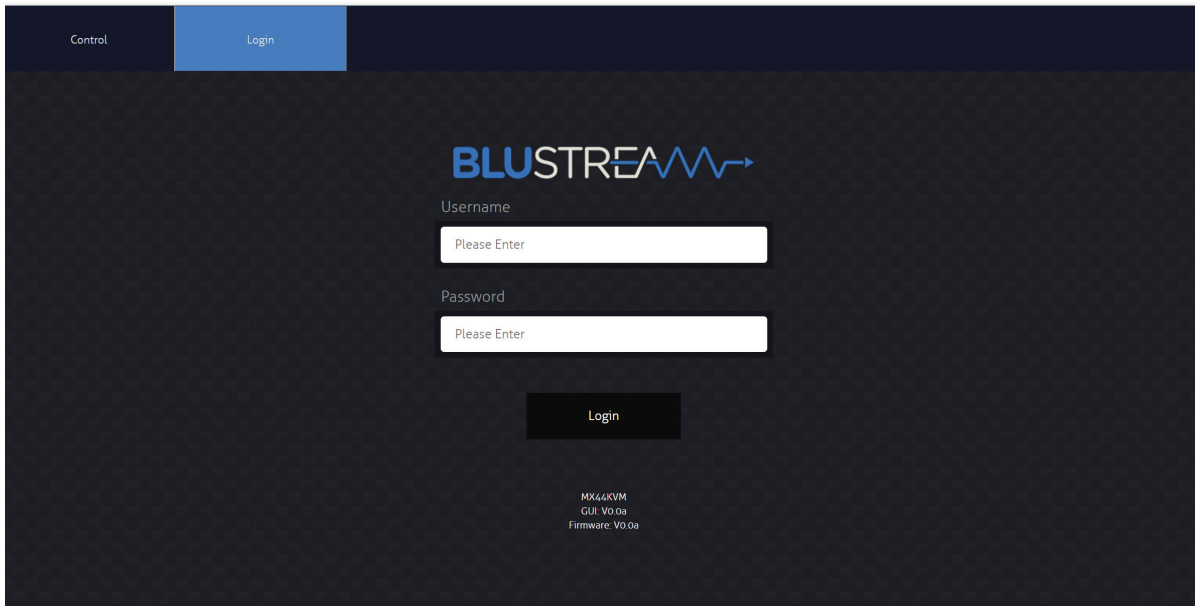 Control
Login
BLUSTREAM
Username
Please Enter
Password
Please Enter
Login
MX44KVM
GUI: V0.0a
Firmware: V0.0a